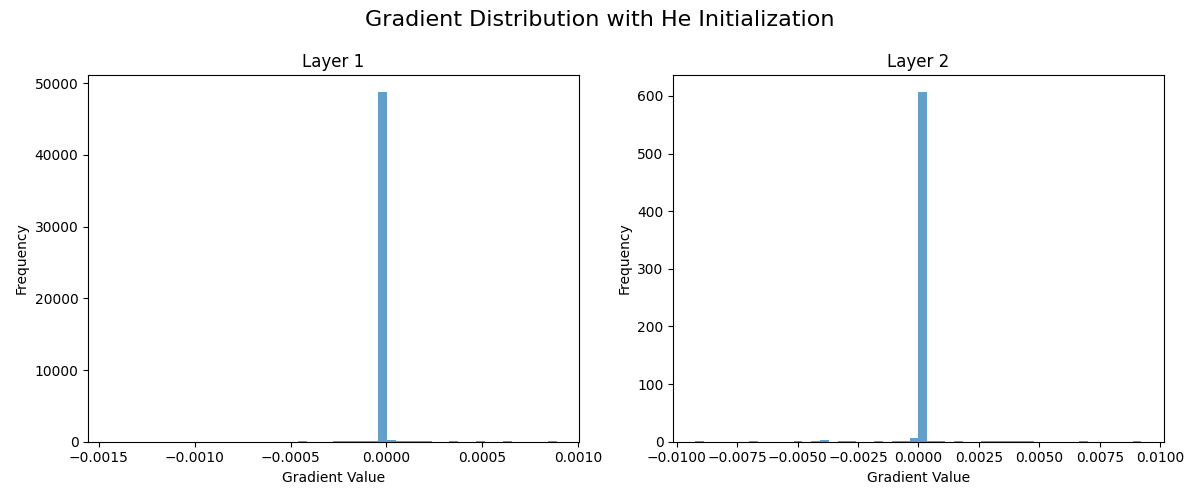 Gradient Distribution with He Initialization
Layer 1
Layer 2
50000
40000
30000
20000
10000
0
Frequency
−0.0015 −0.0010 −0.0005 0.0000 0.0005 0.0010
Gradient Value
600
500
400
300
200
100
0
Frequency
−0.0100 −0.0075 −0.0050 −0.0025 0.0000 0.0025 0.0050 0.0075 0.0100
Gradient Value